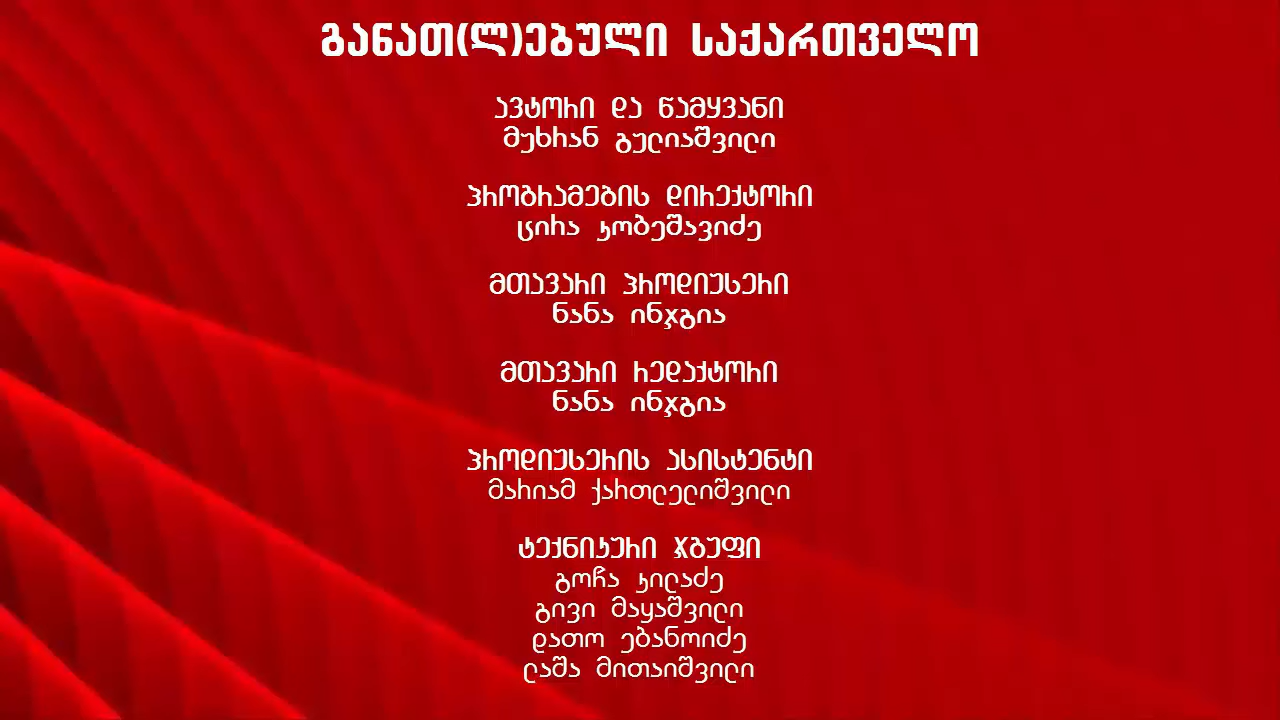 განათ(ლ)ებული საქართველო
ავტორი და წამყვანი
მუხრან გულიაშვილი
პროგრამების დირექტორი
ცირა კობეშავიძე
მთავარი პროდიუსერი
ნანა ინჯგია
მთავარი რედაქტორი
ნანა ინჯგია
პროდიუსერის ასისტენტი
მარიამ ქართლელიშვილი
ტექნიკური ჯგუფი
გოჩა კილაძე
გივი მაყაშვილი
დათო ებანოიძე
ლაშა მითაიშვილი